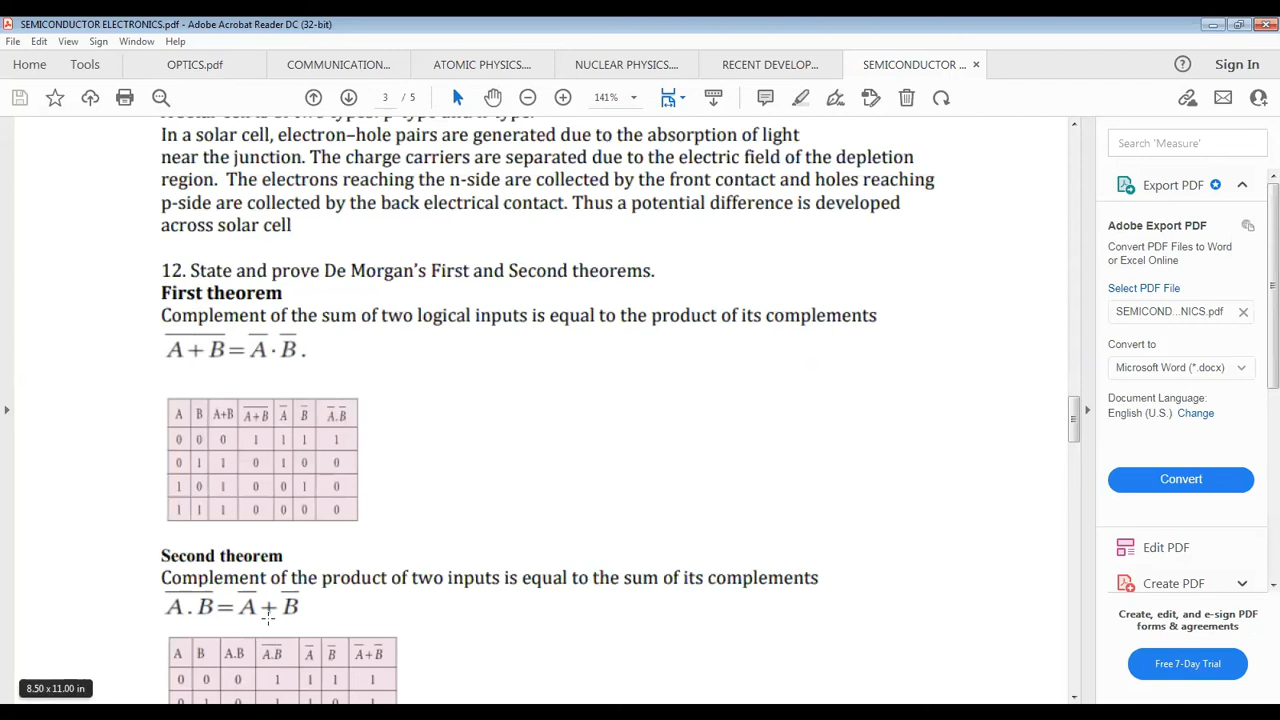 SEMICONDUCTOR ELECTRONICS.pdf - Adobe Acrobat Reader DC (32-bit)
File Edit View Sign Window Help
Home Tools OPTICS.pdf COMMUNICATION... ATOMIC PHYSICS.... NUCLEAR PHYSICS.... RECENT DEVELOP... SEMICONDUCTOR ... × ? Sign In
3 / 5 141%
In a solar cell, electron–hole pairs are generated due to the absorption of light
near the junction. The charge carriers are separated due to the electric field of the depletion
region. The electrons reaching the n-side are collected by the front contact and holes reaching
p-side are collected by the back electrical contact. Thus a potential difference is developed
across solar cell
12. State and prove De Morgan's First and Second theorems.
First theorem
Complement of the sum of two logical inputs is equal to the product of its complements
A̅ ̅+̅ ̅B̅ = A̅ · B̅ .
A B A+B A̅+̅B̅ A̅ B̅ A̅.B̅
0 0 0 1 1 1 1
0 1 1 0 1 0 0
1 0 1 0 0 1 0
1 1 1 0 0 0 0
Second theorem
Complement of the product of two inputs is equal to the sum of its complements
A̅ ̅.̅ ̅B̅ = A̅ + B̅
A B A.B A̅.̅B̅ A̅ B̅ A̅+B̅
0 0 0 1 1 1 1
8.50 x 11.00 in
Search 'Measure'
Export PDF
Adobe Export PDF
Convert PDF Files to Word
or Excel Online
Select PDF File
SEMICOND...NICS.pdf
Convert to
Microsoft Word (*.docx)
Document Language:
English (U.S.) Change
Convert
Edit PDF
Create PDF
Create, edit, and e-sign PDF
forms & agreements
Free 7-Day Trial